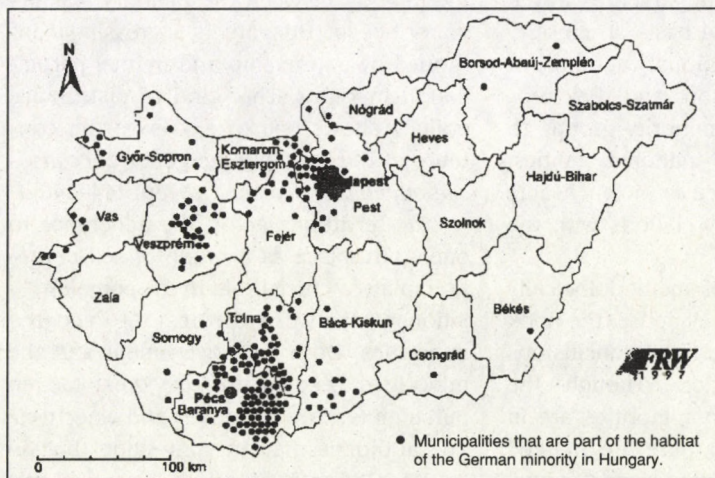 N
Borsod-Abaúj-Zemplén
Nógrád
Szabolcs-Szatmár
Heves
Győr-Sopron
Komarom
Esztergom
Hajdú-Bihar
Budapest
Pest
Vas
Veszprém
Fejér
Szolnok
Zala
Somogy
Tolna
Bács-Kiskun
Békés
Csongrád
Pécs
Baranya
FRW
1997
0 100 km
Municipalities that are part of the habitat
of the German minority in Hungary.